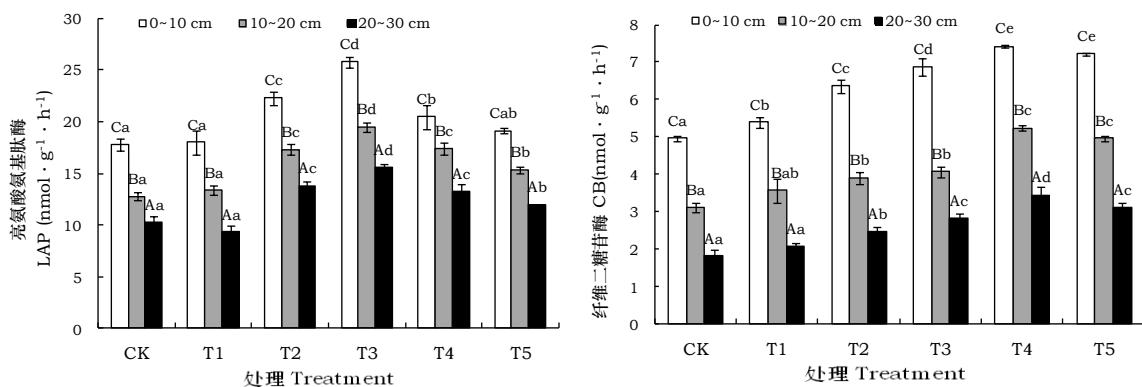 0~10 cm 10~20 cm 20~30 cm
30
25
20
15
10
5
0
亮氨酸氨基肽酶
LAP (nmol · g⁻¹ · h⁻¹)
Ca Ba Aa
Ca Ba Aa
Cc Bc Ac
Cd Bd Ad
Cb Bc Ac
Cab Bb Ab
CK T1 T2 T3 T4 T5
处理 Treatment
0~10 cm 10~20 cm 20~30 cm
8
7
6
5
4
3
2
1
0
纤维二糖苷酶 CB(nmol · g⁻¹ · h⁻¹)
Ca Ba Aa
Cb Bab Aa
Cc Bb Ab
Cd Bb Ac
Ce Bc Ad
Ce Bc Ac
CK T1 T2 T3 T4 T5
处理 Treatment